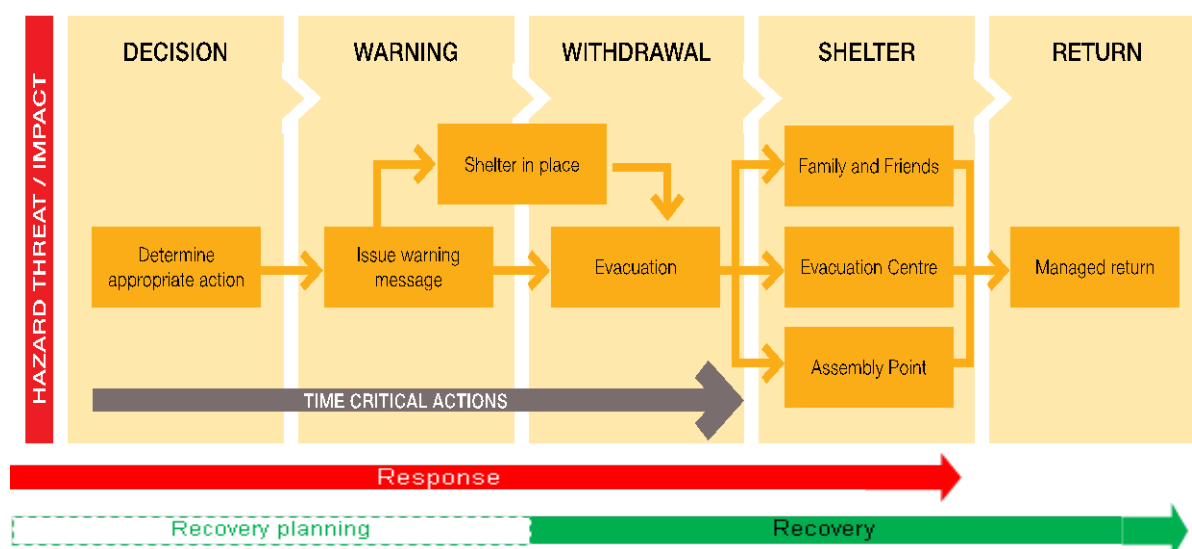 HAZARD THREAT / IMPACT
DECISION
WARNING
WITHDRAWAL
SHELTER
RETURN
Shelter in place
Family and Friends
Determine
appropriate action
Issue warning
message
Evacuation
Evacuation Centre
Managed return
Assembly Point
TIME CRITICAL ACTIONS
Response
Recovery planning
Recovery